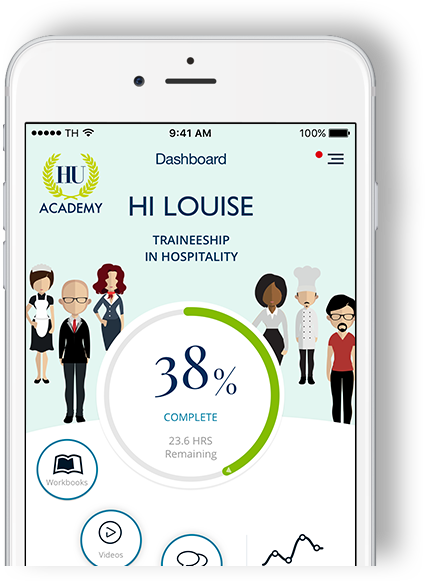 TH
9:41 AM
100%
Dashboard
HU
ACADEMY
HI LOUISE
TRAINEESHIP
IN HOSPITALITY
38%
COMPLETE
23.6 HRS
Remaining
4
Workbooks
Videos